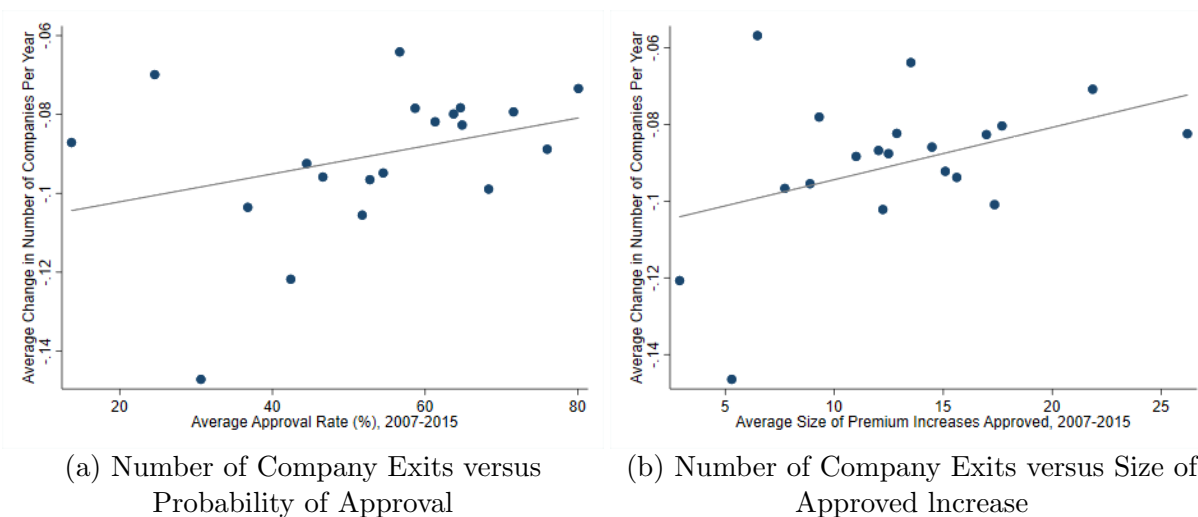 Average Change in Number of Companies Per Year
-.06
-.08
-.1
-.12
-.14
20 40 60 80
Average Approval Rate (%), 2007-2015
(a) Number of Company Exits versus
Probability of Approval
Average Change in Number of Companies Per Year
-.06
-.08
-.1
-.12
-.14
5 10 15 20 25
Average Size of Premium Increases Approved, 2007-2015
(b) Number of Company Exits versus Size of
Approved Increase